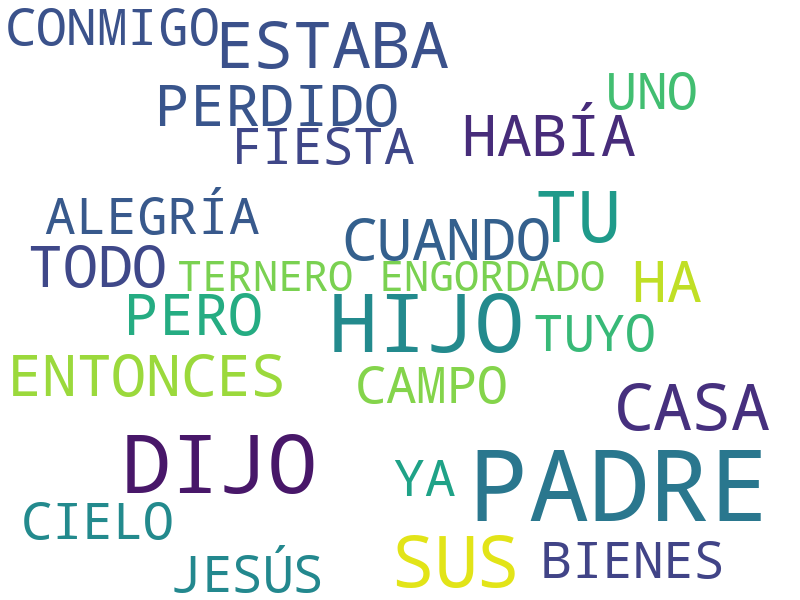 CONMIGO ESTABA
PERDIDO UNO
FIESTA HABÍA
ALEGRÍA CUANDO TU
TODO TERNERO ENGORDADO HA
PERO HIJO TUYO
ENTONCES CAMPO CASA
DIJO YA PADRE
CIELO
JESÚS SUS BIENES